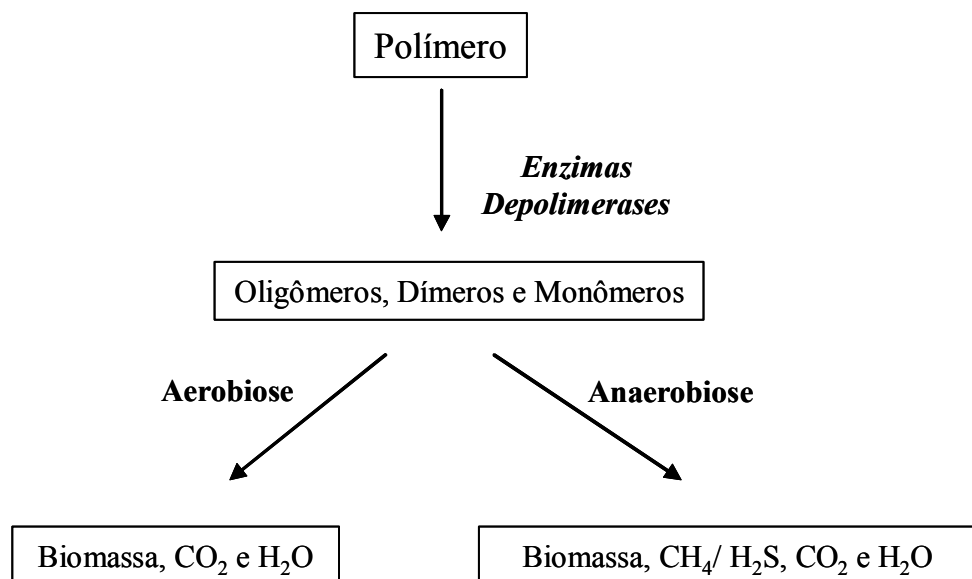 Polímero
Enzimas
Depolimerases
Oligômeros, Dímeros e Monômeros
Aerobiose
Anaerobiose
Biomassa, CO₂ e H₂O
Biomassa, CH₄/ H₂S, CO₂ e H₂O